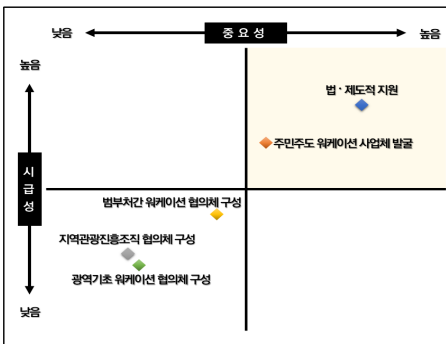 낮음
중요성
높음
높음
법·제도적 지원
주민주도 워케이션 사업체 발굴
시급성
범부처간 워케이션 협의체 구성
지역관광진흥조직 협의체 구성
광역기초 워케이션 협의체 구성
낮음